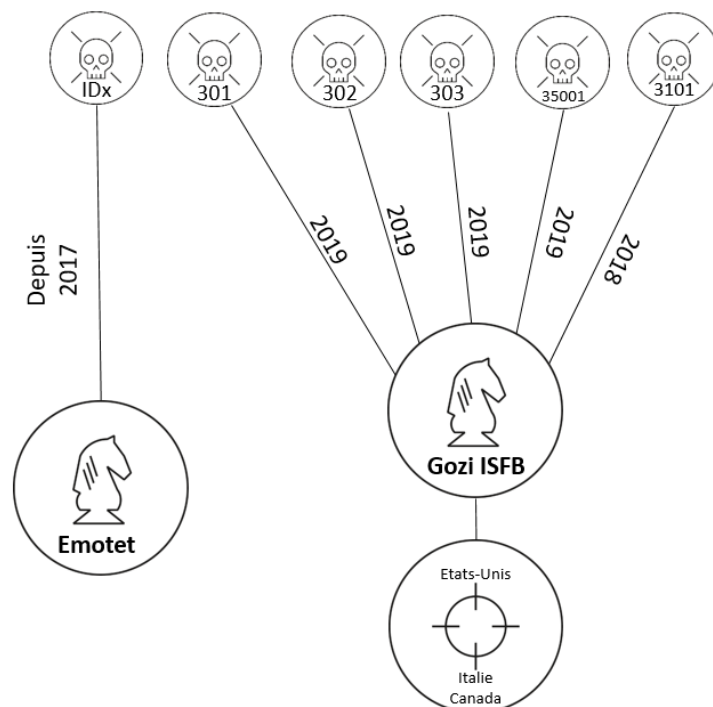 IDx
301
302
303
35001
3101
Depuis
2017
2019
2019
2019
2019
2018
Gozi ISFB
Emotet
Etats-Unis
Italie
Canada